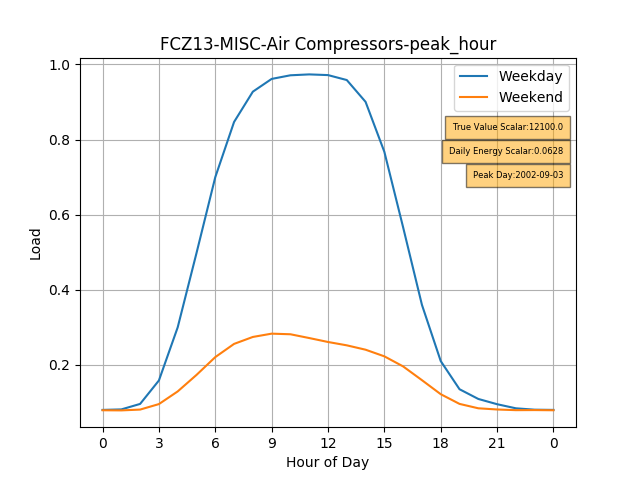 FCZ13-MISC-Air Compressors-peak_hour
Load
1.0
0.8
0.6
0.4
0.2
Weekday
Weekend
True Value Scalar:12100.0
Daily Energy Scalar:0.0628
Peak Day:2002-09-03
0 3 6 9 12 15 18 21 0
Hour of Day